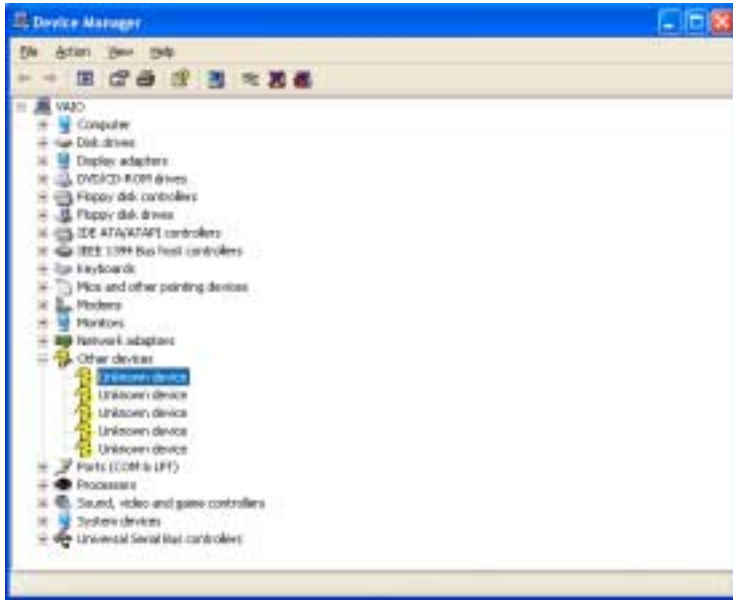 Device Manager
File Action View Help
VAIO
Computer
Disk drives
Display adapters
DVD/CD-ROM drives
Floppy disk controllers
Floppy disk drives
IDE ATA/ATAPI controllers
IEEE 1394 Bus host controllers
Keyboards
Mice and other pointing devices
Modems
Monitors
Network adapters
Other devices
Unknown device
Unknown device
Unknown device
Unknown device
Unknown device
Ports (COM & LPT)
Processors
Sound, video and game controllers
System devices
Universal Serial Bus controllers